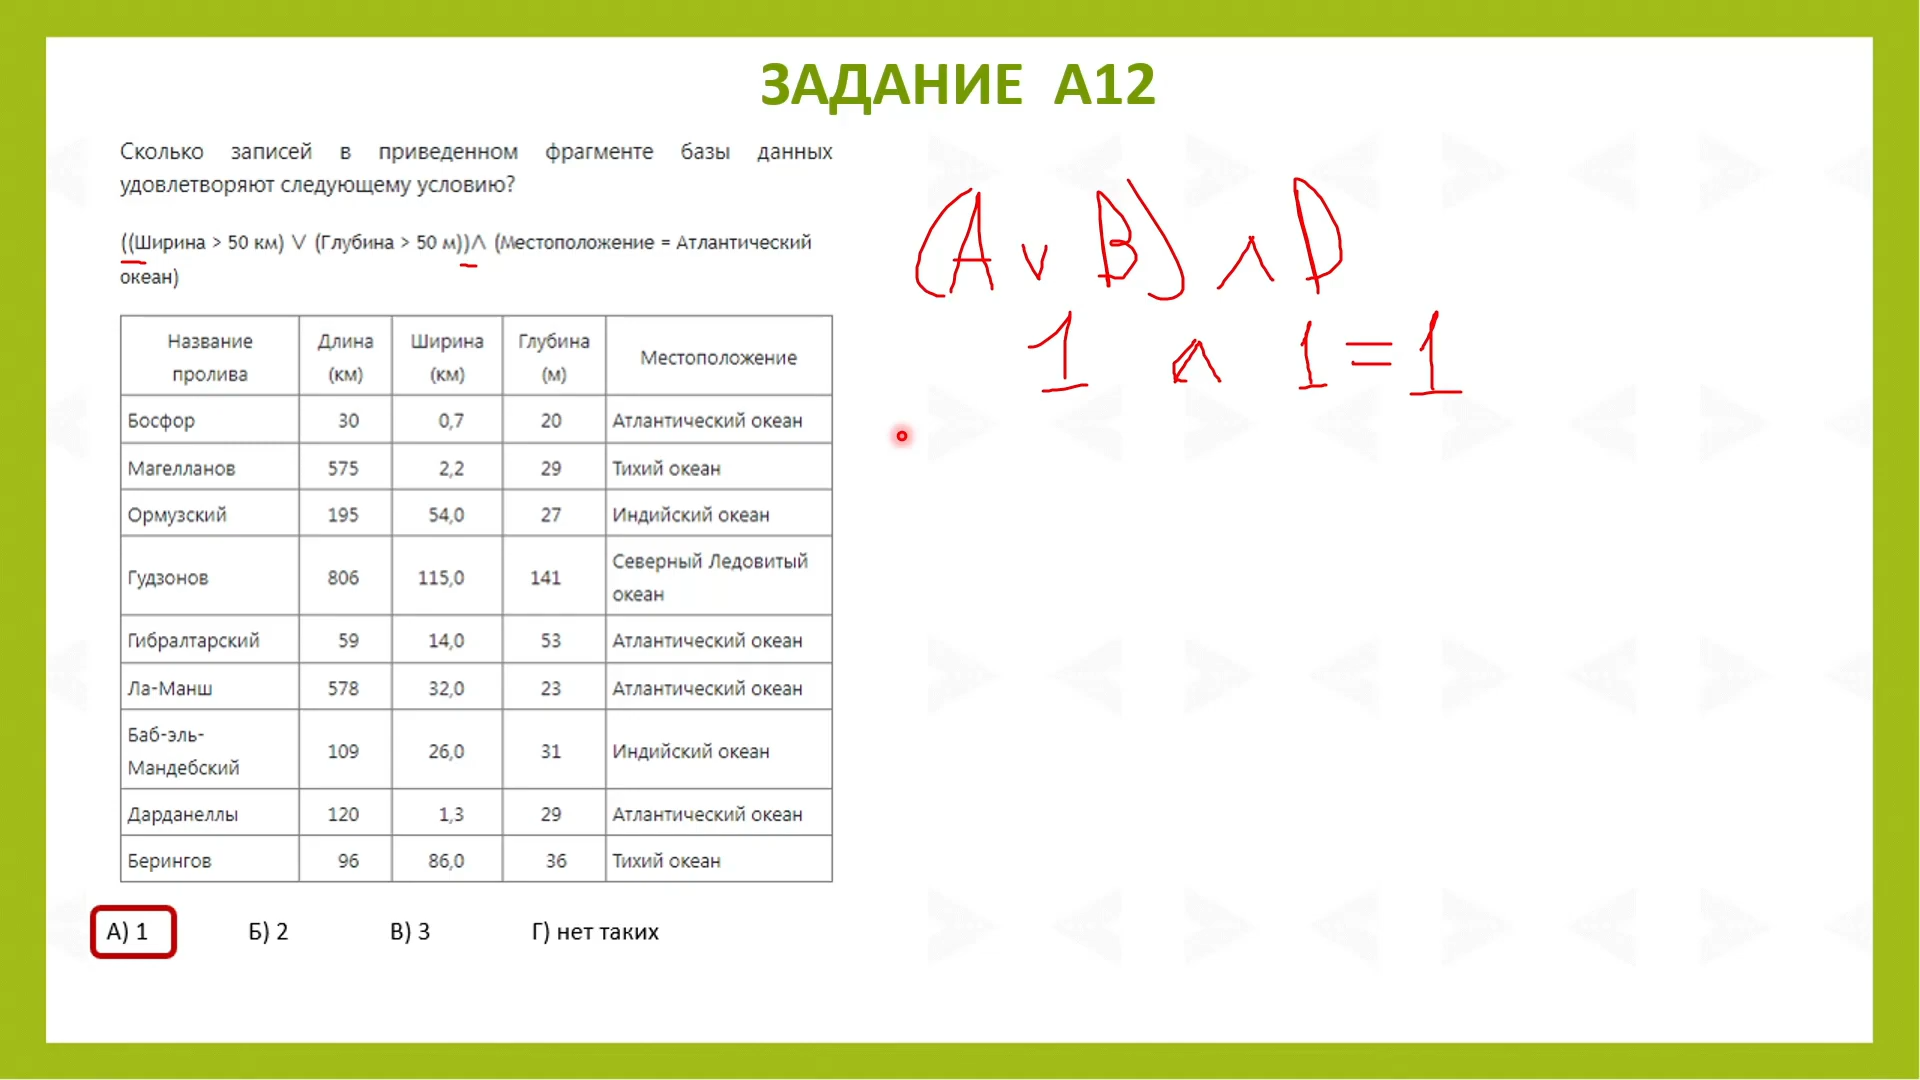 ЗАДАНИЕ А12
Сколько записей в приведенном фрагменте базы данных
удовлетворяют следующему условию?
((Ширина > 50 км) ∨ (Глубина > 50 м))∧ (Местоположение = Атлантический
океан)
(A v B) ∧ D
1 ∧ 1 = 1
Название пролива Длина (км) Ширина (км) Глубина (м) Местоположение
Босфор 30 0,7 20 Атлантический океан
Магелланов 575 2,2 29 Тихий океан
Ормузский 195 54,0 27 Индийский океан
Гудзонов 806 115,0 141 Северный Ледовитый океан
Гибралтарский 59 14,0 53 Атлантический океан
Ла-Манш 578 32,0 23 Атлантический океан
Баб-эль-Мандебский 109 26,0 31 Индийский океан
Дарданеллы 120 1,3 29 Атлантический океан
Берингов 96 86,0 36 Тихий океан
А) 1 Б) 2 В) 3 Г) нет таких